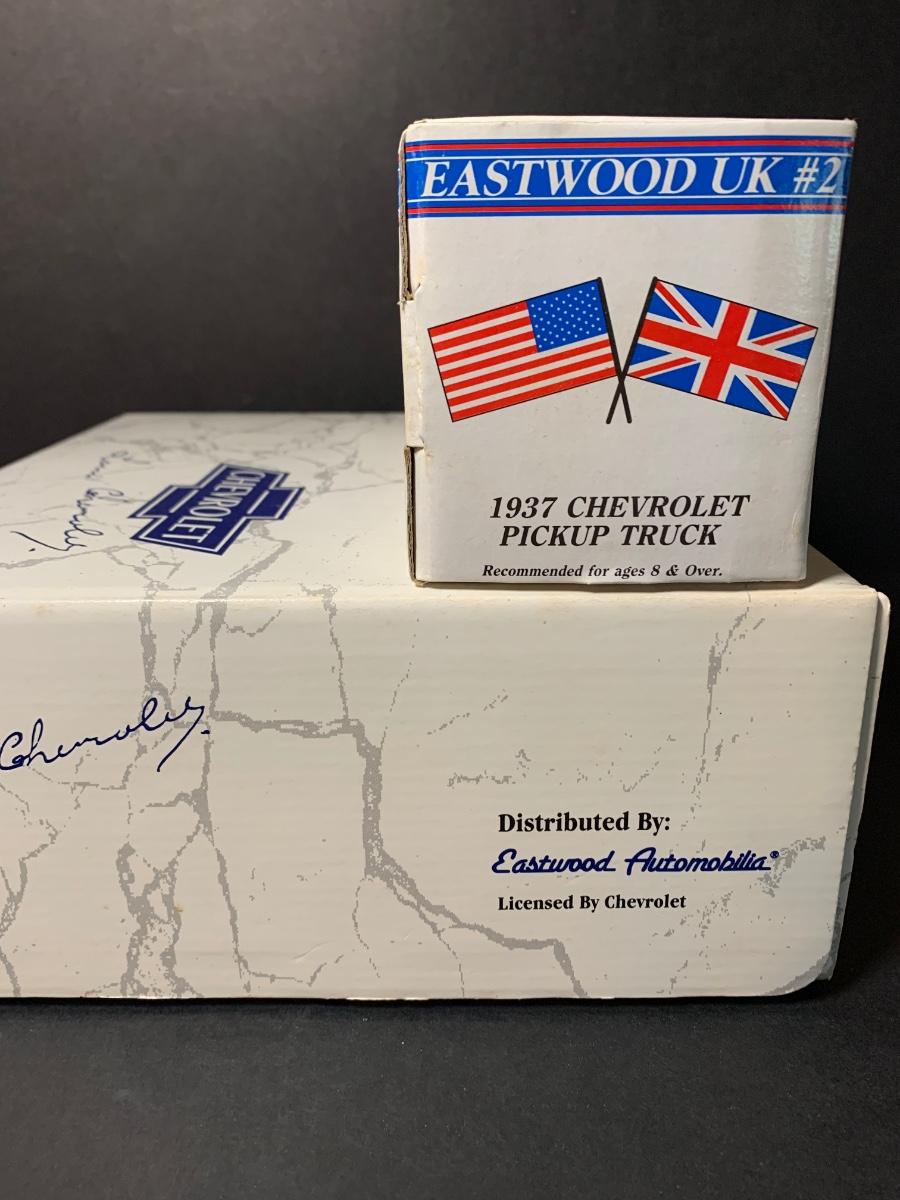 EASTWOOD UK #2
1937 CHEVROLET
PICKUP TRUCK
Recommended for ages 8 & Over.
CHEVROLET
Chevrolet
Distributed By:
Eastwood Automobilia®
Licensed By Chevrolet